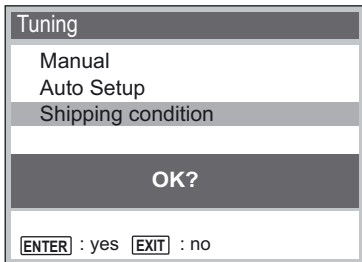 Tuning
Manual
Auto Setup
Shipping condition
OK?
ENTER : yes EXIT : no